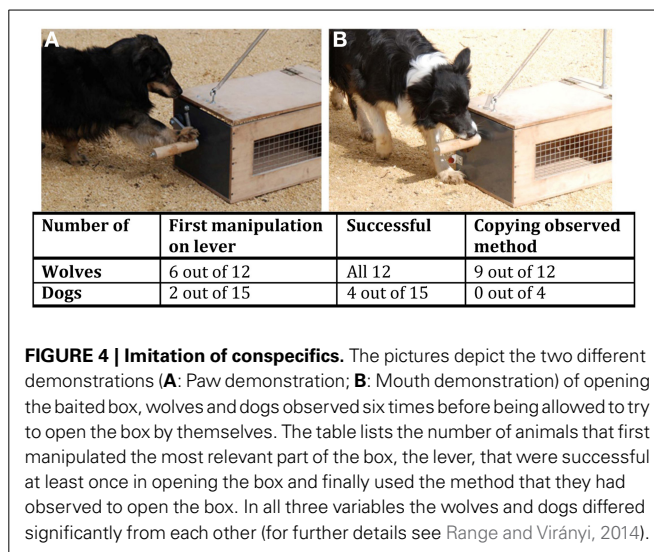 A B
Number of First manipulation on lever Successful Copying observed method
Wolves 6 out of 12 All 12 9 out of 12
Dogs 2 out of 15 4 out of 15 0 out of 4
FIGURE 4 | Imitation of conspecifics. The pictures depict the two different
demonstrations (A: Paw demonstration; B: Mouth demonstration) of opening
the baited box, wolves and dogs observed six times before being allowed to try
to open the box by themselves. The table lists the number of animals that first
manipulated the most relevant part of the box, the lever, that were successful
at least once in opening the box and finally used the method that they had
observed to open the box. In all three variables the wolves and dogs differed
significantly from each other (for further details see Range and Virányi, 2014).